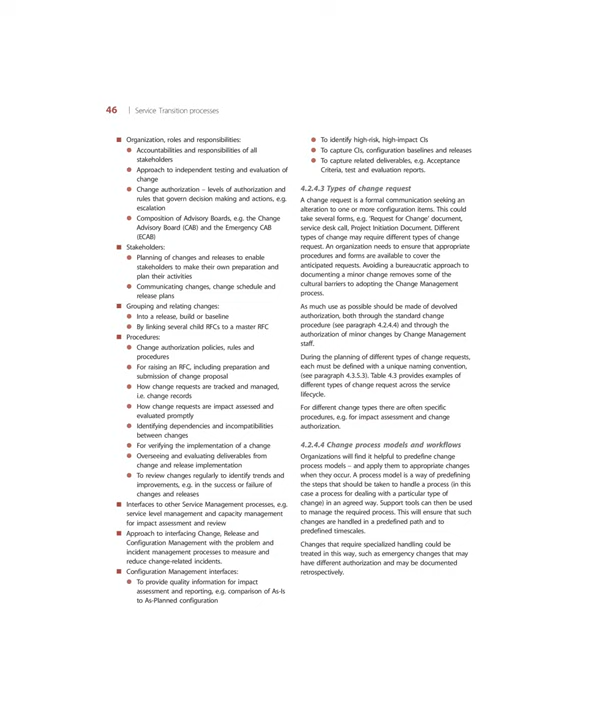 46 | Service Transition processes
■ Organization, roles and responsibilities:
● Accountabilities and responsibilities of all
stakeholders
● Approach to independent testing and evaluation of
change
● Change authorization – levels of authorization and
rules that govern decision making and actions, e.g.
escalation
● Composition of Advisory Boards, e.g. the Change
Advisory Board (CAB) and the Emergency CAB
(ECAB)
■ Stakeholders:
● Planning of changes and releases to enable
stakeholders to make their own preparation and
plan their activities
● Communicating changes, change schedule and
release plans
■ Grouping and relating changes:
● Into a release, build or baseline
● By linking several child RFCs to a master RFC
■ Procedures:
● Change authorization policies, rules and
procedures
● For raising an RFC, including preparation and
submission of change proposal
● How change requests are tracked and managed,
i.e. change records
● How change requests are impact assessed and
evaluated promptly
● Identifying dependencies and incompatibilities
between changes
● For verifying the implementation of a change
● Overseeing and evaluating deliverables from
change and release implementation
● To review changes regularly to identify trends and
improvements, e.g. in the success or failure of
changes and releases
■ Interfaces to other Service Management processes, e.g.
service level management and capacity management
for impact assessment and review
■ Approach to interfacing Change, Release and
Configuration Management with the problem and
incident management processes to measure and
reduce change-related incidents.
■ Configuration Management interfaces:
● To provide quality information for impact
assessment and reporting, e.g. comparison of As-Is
to As-Planned configuration
● To identify high-risk, high-impact CIs
● To capture CIs, configuration baselines and releases
● To capture related deliverables, e.g. Acceptance
Criteria, test and evaluation reports.
4.2.4.3 Types of change request
A change request is a formal communication seeking an
alteration to one or more configuration items. This could
take several forms, e.g. 'Request for Change' document,
service desk call, Project Initiation Document. Different
types of change may require different types of change
request. An organization needs to ensure that appropriate
procedures and forms are available to cover the
anticipated requests. Avoiding a bureaucratic approach to
documenting a minor change removes some of the
cultural barriers to adopting the Change Management
process.
As much use as possible should be made of devolved
authorization, both through the standard change
procedure (see paragraph 4.2.4.4) and through the
authorization of minor changes by Change Management
staff.
During the planning of different types of change requests,
each must be defined with a unique naming convention,
(see paragraph 4.3.5.3). Table 4.3 provides examples of
different types of change request across the service
lifecycle.
For different change types there are often specific
procedures, e.g. for impact assessment and change
authorization.
4.2.4.4 Change process models and workflows
Organizations will find it helpful to predefine change
process models – and apply them to appropriate changes
when they occur. A process model is a way of predefining
the steps that should be taken to handle a process (in this
case a process for dealing with a particular type of
change) in an agreed way. Support tools can then be used
to manage the required process. This will ensure that such
changes are handled in a predefined path and to
predefined timescales.
Changes that require specialized handling could be
treated in this way, such as emergency changes that may
have different authorization and may be documented
retrospectively.